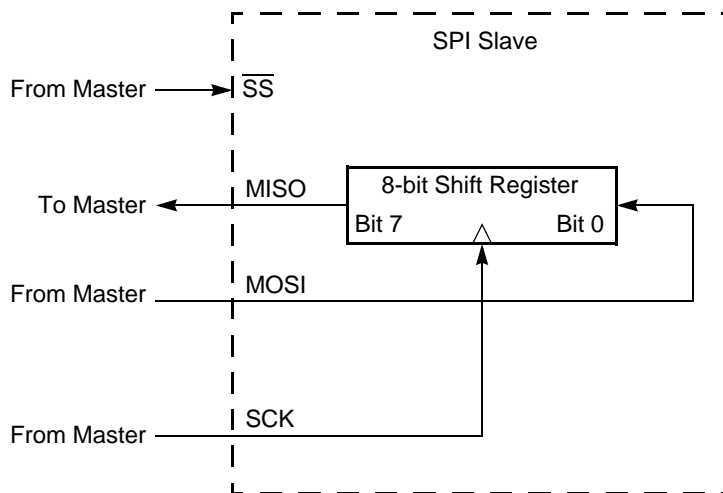 SPI Slave
From Master
SS
MISO
8-bit Shift Register
To Master
Bit 7
Bit 0
MOSI
From Master
SCK
From Master